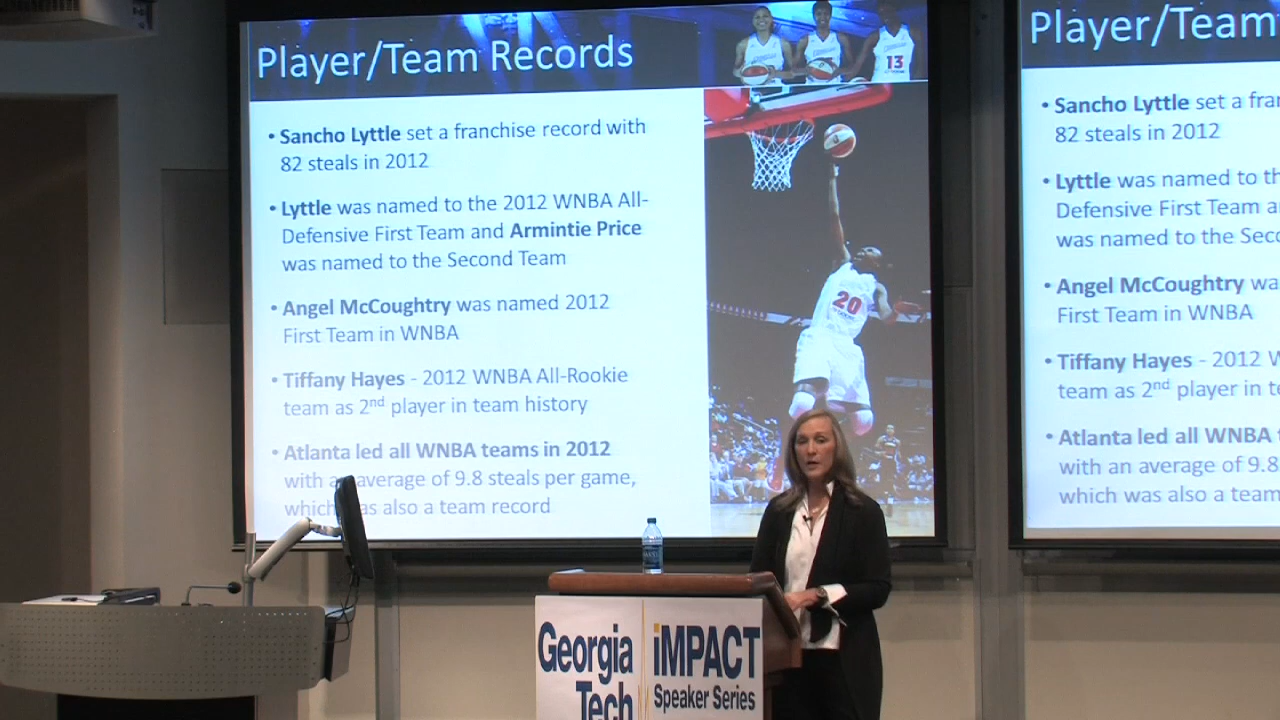 Player/Team Records
13
• Sancho Lyttle set a franchise record with
82 steals in 2012
• Lyttle was named to the 2012 WNBA All-
Defensive First Team and Armintie Price
was named to the Second Team
• Angel McCoughtry was named 2012
First Team in WNBA
• Tiffany Hayes - 2012 WNBA All-Rookie
team as 2nd player in team history
• Atlanta led all WNBA teams in 2012
with average of 9.8 steals per game,
also a team record
20
Player/Team
• Sancho Lyttle set a
82 steals in 2012
• Lyttle was named to
Defensive First Team
was named to the
• Angel McCoughtry
First Team in WNBA
• Tiffany Hayes - 2012
team as 2nd player in
• Atlanta led all WNBA
with an average of 9.8
which was also a team
Georgia
Tech
iMPACT
Speaker Series